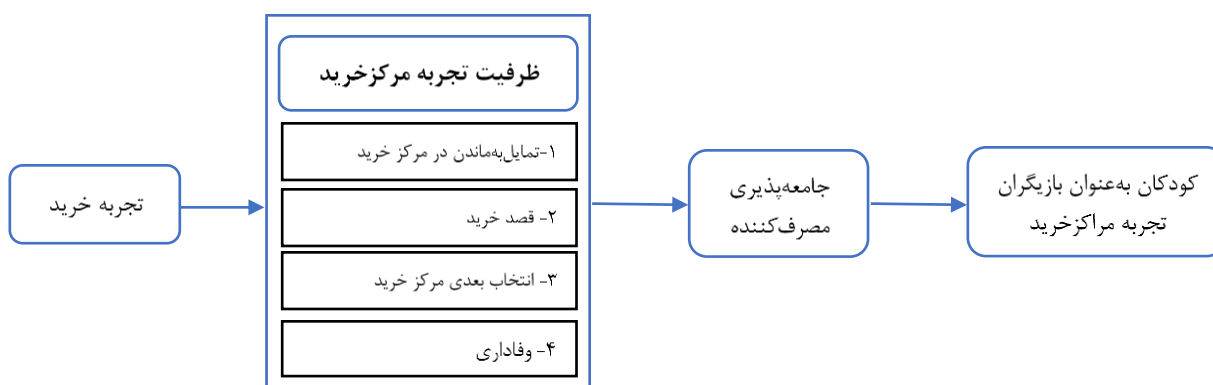 تجربه خرید
ظرفیت تجربه مرکزخرید
۱-تمایل‌به‌ماندن در مرکز خرید
۲- قصد خرید
۳- انتخاب بعدی مرکز خرید
۴- وفاداری
جامعه‌پذیری
مصرف‌کننده
کودکان به‌عنوان بازیگران
تجربه مراکزخرید